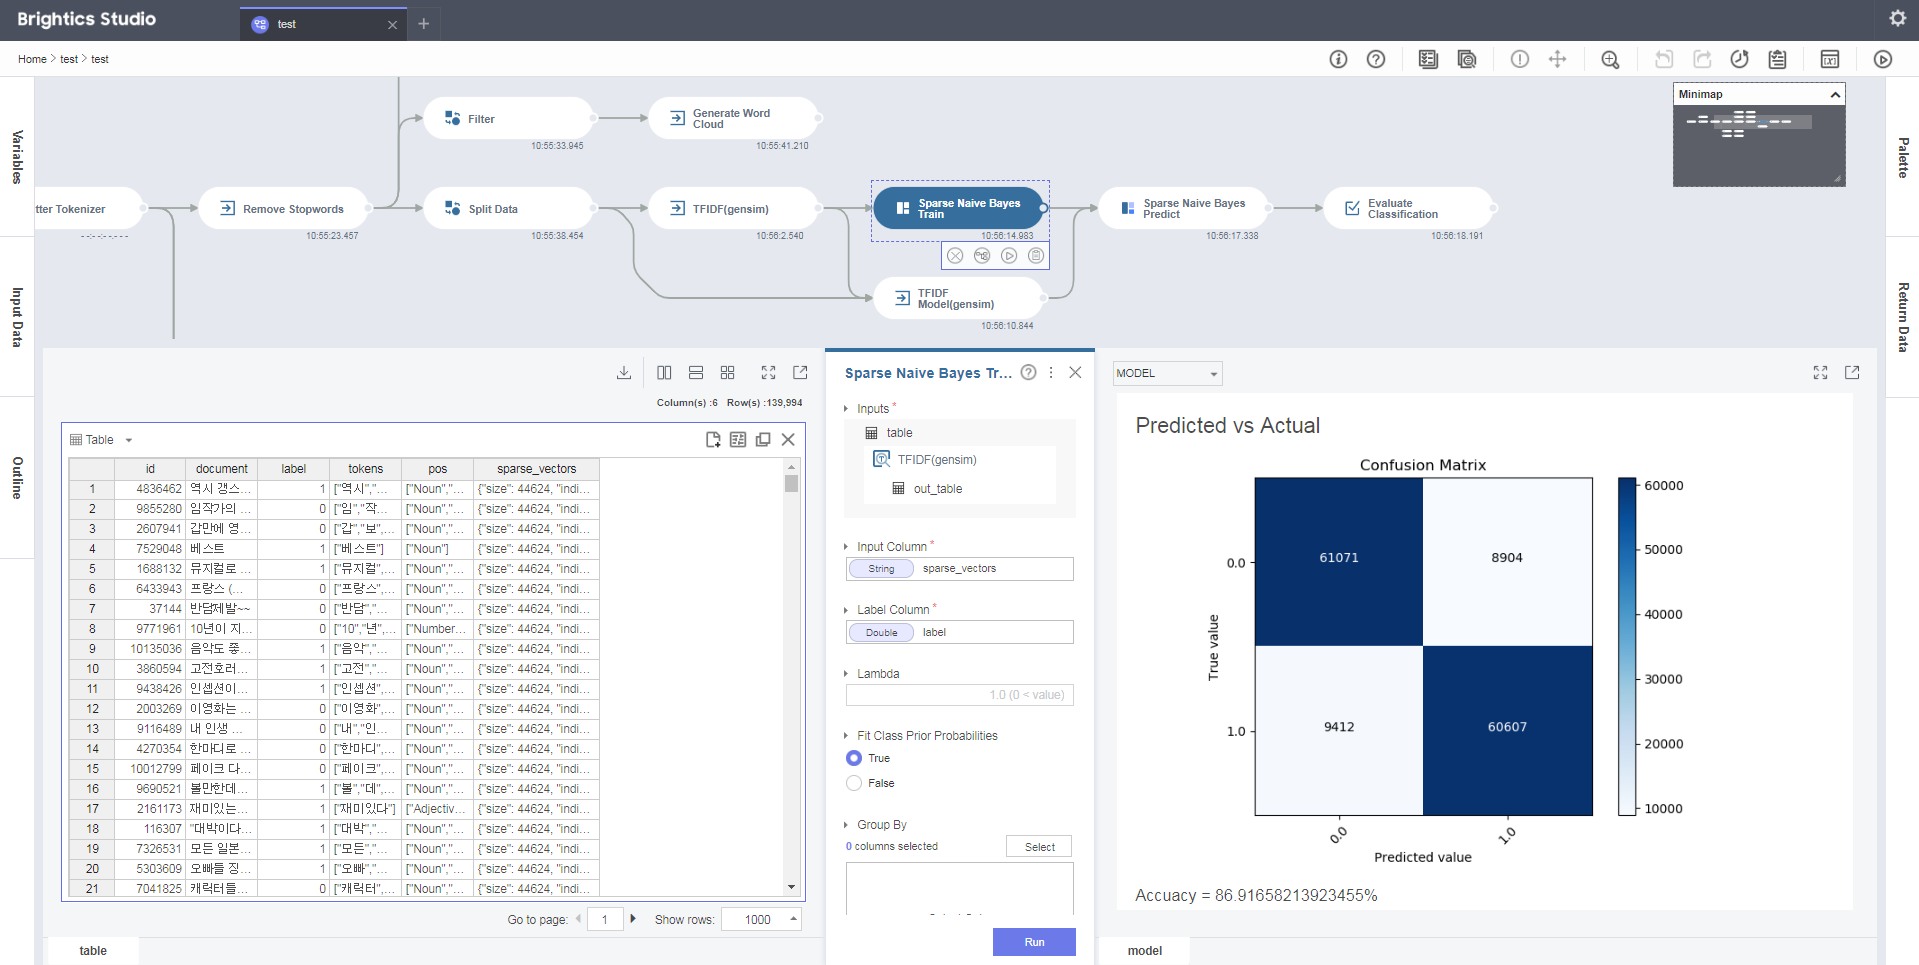 Brightics Studio
test
Home > test > test
Variables
Input Data
Outline
Palette
Return Data
Minimap
Filter
10:55:33.945
Generate Word
Cloud
10:55:41.210
tter Tokenizer
--:--:--.---
Remove Stopwords
10:55:23.457
Split Data
10:55:38.454
TFIDF(gensim)
10:56:2.540
Sparse Naive Bayes
Train
10:56:14.983
Sparse Naive Bayes
Predict
10:56:17.338
Evaluate
Classification
10:56:18.191
TFIDF
Model(gensim)
10:56:10.844
Column(s) :6 Row(s) :139,994
Table
id document label tokens pos sparse_vectors
1 4836462 역시 갱스... 1 ["역시","... ["Noun","... {"size": 44624, "indi...
2 9855280 임작가의 ... 0 ["임","작... ["Noun","... {"size": 44624, "indi...
3 2607941 갑만에 영... 0 ["갑","보",... ["Noun","... {"size": 44624, "indi...
4 7529048 베스트 1 ["베스트"] ["Noun"] {"size": 44624, "indi...
5 1688132 뮤지컬로 ... 1 ["뮤지컬",... ["Noun","... {"size": 44624, "indi...
6 6433943 프랑스 (... 0 ["프랑스",... ["Noun","... {"size": 44624, "indi...
7 37144 반담제발~~ 0 ["반담","... ["Noun","... {"size": 44624, "indi...
8 9771961 10년이 지... 0 ["10","년",... ["Number... {"size": 44624, "indi...
9 10135036 음악도 좋... 1 ["음악",... ["Noun","... {"size": 44624, "indi...
10 3860594 고전호러... 1 ["고전","... ["Noun","... {"size": 44624, "indi...
11 9438426 인셉션이... 1 ["인셉션",... ["Noun","... {"size": 44624, "indi...
12 2003269 이영화는 ... 0 ["이영화",... ["Noun","... {"size": 44624, "indi...
13 9116489 내 인생 ... 0 ["내","인... ["Noun","... {"size": 44624, "indi...
14 4270354 한마디로 ... 0 ["한마디",... ["Noun","... {"size": 44624, "indi...
15 10012799 페이크 다... 0 ["페이크",... ["Noun","... {"size": 44624, "indi...
16 9690521 볼만한데... 1 ["볼","데",... ["Noun","... {"size": 44624, "indi...
17 2161173 재미있는... 1 ["재미있다"] ["Adjectiv... {"size": 44624, "indi...
18 116307 "대박이다... 1 ["대박","... ["Noun","... {"size": 44624, "indi...
19 7326531 모든 일본... 1 ["모든",... ["Noun","... {"size": 44624, "indi...
20 5303609 오빠들 징... 1 ["오빠","... ["Noun","... {"size": 44624, "indi...
21 7041825 캐릭터들... 0 ["캐릭터",... ["Noun","... {"size": 44624, "indi...
Go to page: 1 Show rows: 1000
table
Sparse Naive Bayes Tr...
Inputs *
table
TFIDF(gensim)
out_table
Input Column *
String sparse_vectors
Label Column *
Double label
Lambda
1.0 (0 < value)
Fit Class Prior Probabilities
True
False
Group By
0 columns selected Select
Run
MODEL
Predicted vs Actual
Confusion Matrix
61071 8904
9412 60607
0.0
1.0
True value
0.0 1.0
Predicted value
60000
50000
40000
30000
20000
10000
Accuacy = 86.91658213923455%
model